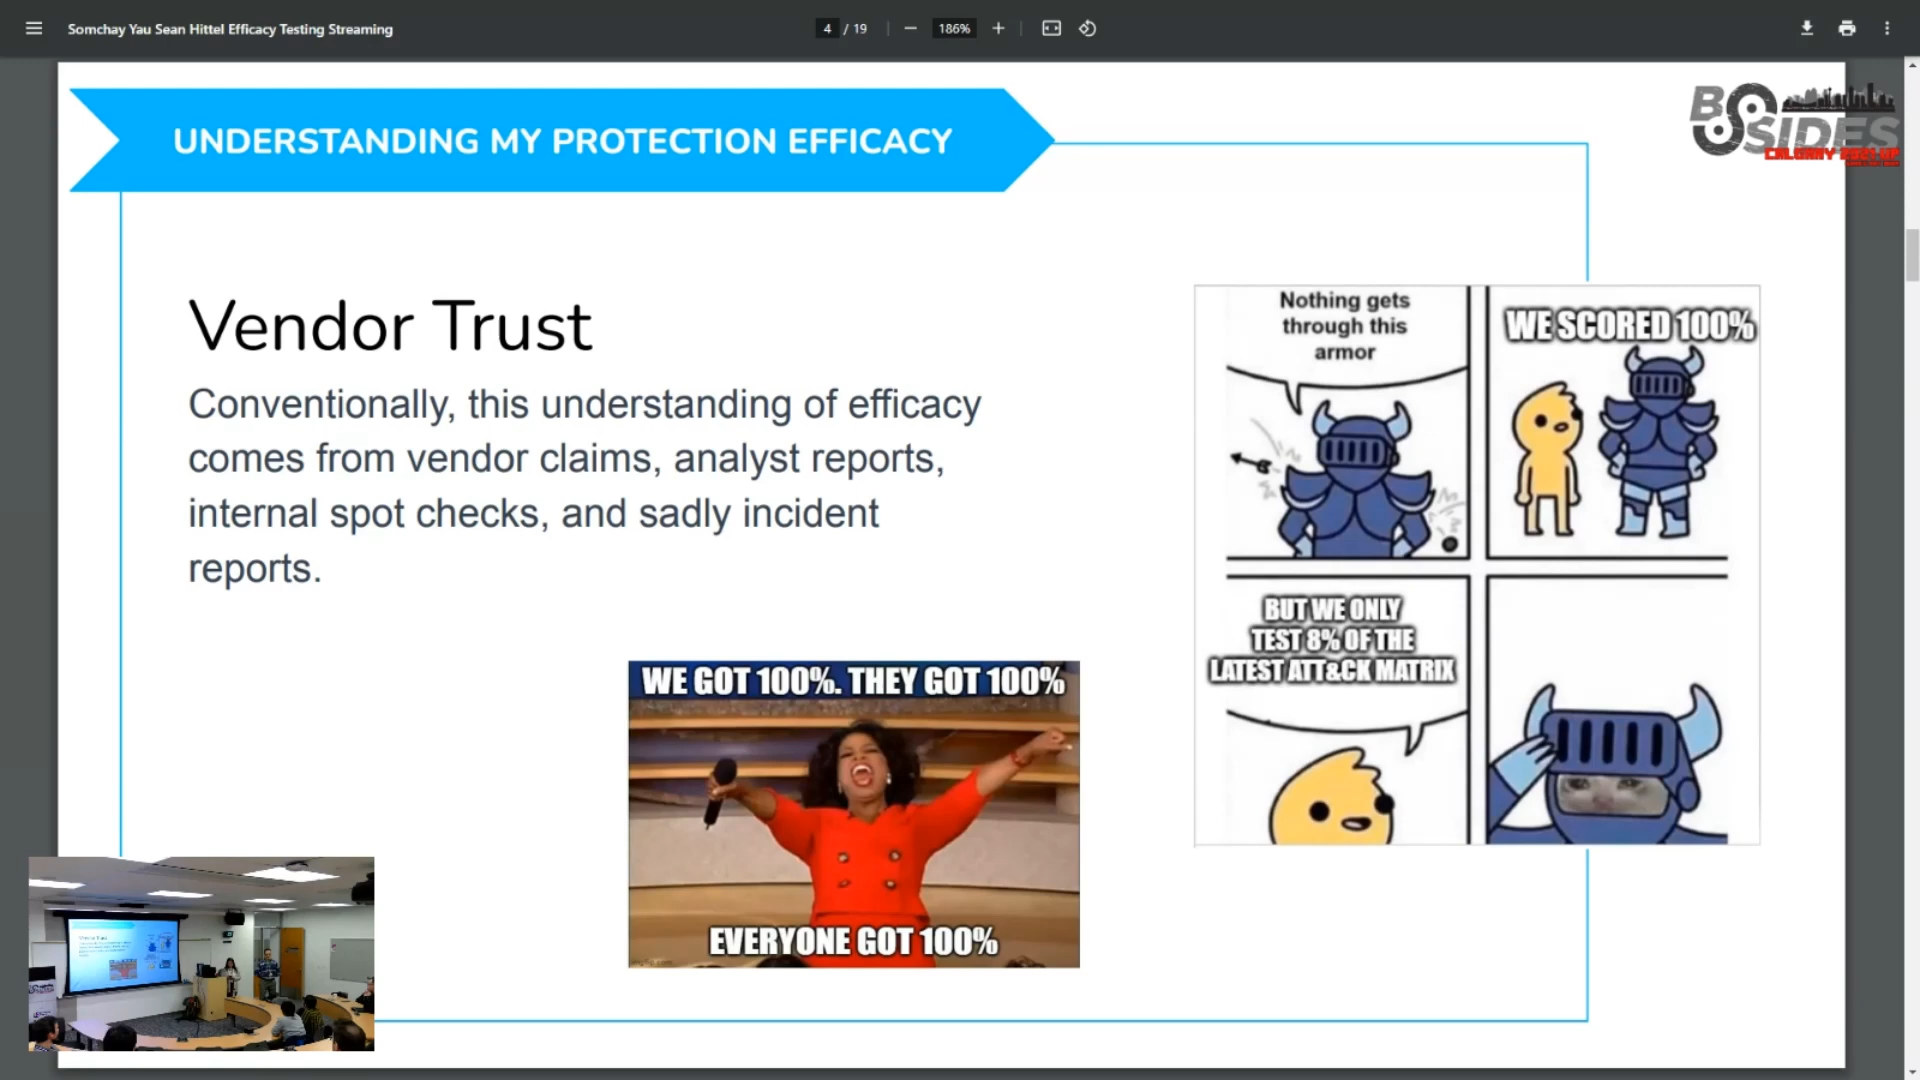 Somchay Yau Sean Hittel Efficacy Testing Streaming
4 / 19
186%
UNDERSTANDING MY PROTECTION EFFICACY
BSIDES
Vendor Trust
Conventionally, this understanding of efficacy
comes from vendor claims, analyst reports,
internal spot checks, and sadly incident
reports.
Nothing gets
through this
armor
WE SCORED 100%
BUT WE ONLY
TEST 8% OF THE
LATEST ATT&CK MATRIX
WE GOT 100%. THEY GOT 100%
EVERYONE GOT 100%